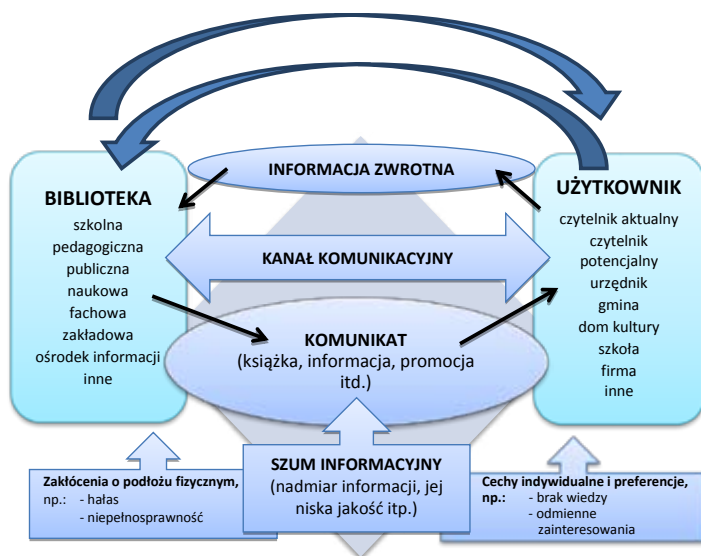 INFORMACJA ZWROTNA
BIBLIOTEKA
szkolna
pedagogiczna
publiczna
naukowa
fachowa
zakładowa
ośrodek informacji
inne
UŻYTKOWNIK
czytelnik aktualny
czytelnik
potencjalny
urzędnik
gmina
dom kultury
szkoła
firma
inne
KANAŁ KOMUNIKACYJNY
KOMUNIKAT
(książka, informacja, promocja
itd.)
SZUM INFORMACYJNY
(nadmiar informacji, jej
niska jakość itp.)
Zakłócenia o podłożu fizycznym,
np.: - hałas
- niepełnosprawność
Cechy indywidualne i preferencje,
np.: - brak wiedzy
- odmienne
zainteresowania